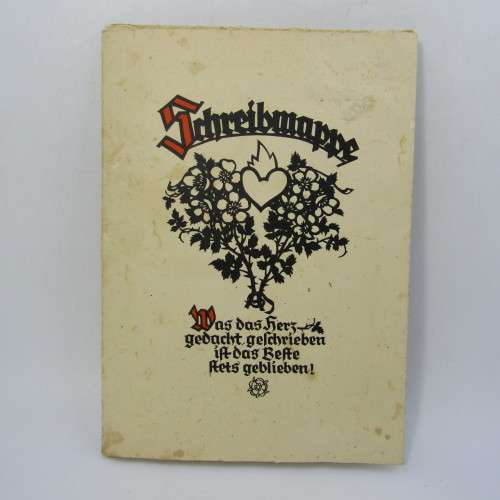 Schreibmappe
Was das Herz
gedacht, geschrieben
ist das Beste
stets geblieben!